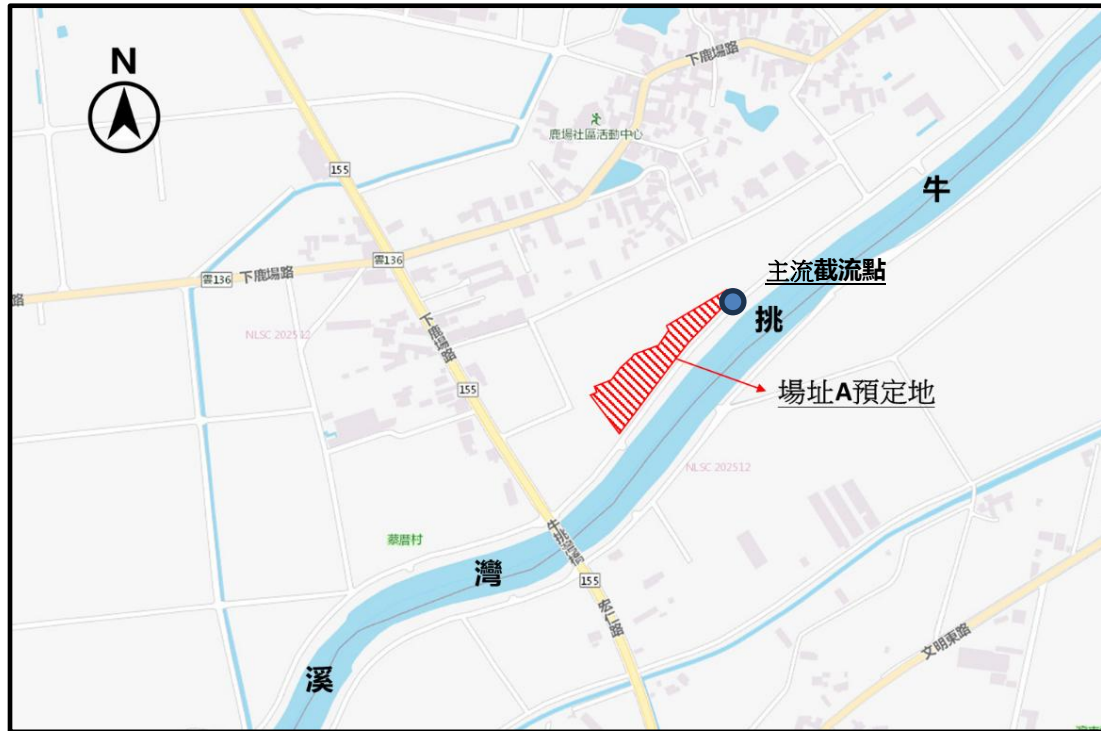 N
下鹿場路
鹿場社區活動中心
155
牛
雲136
雲136
下鹿場路
路
主流截流點
NLSC 202512
挑
下鹿場路
155
場址A預定地
NLSC 202512
牛挑灣橋
蔡厝村
灣
155
宏仁路
文明東路
溪